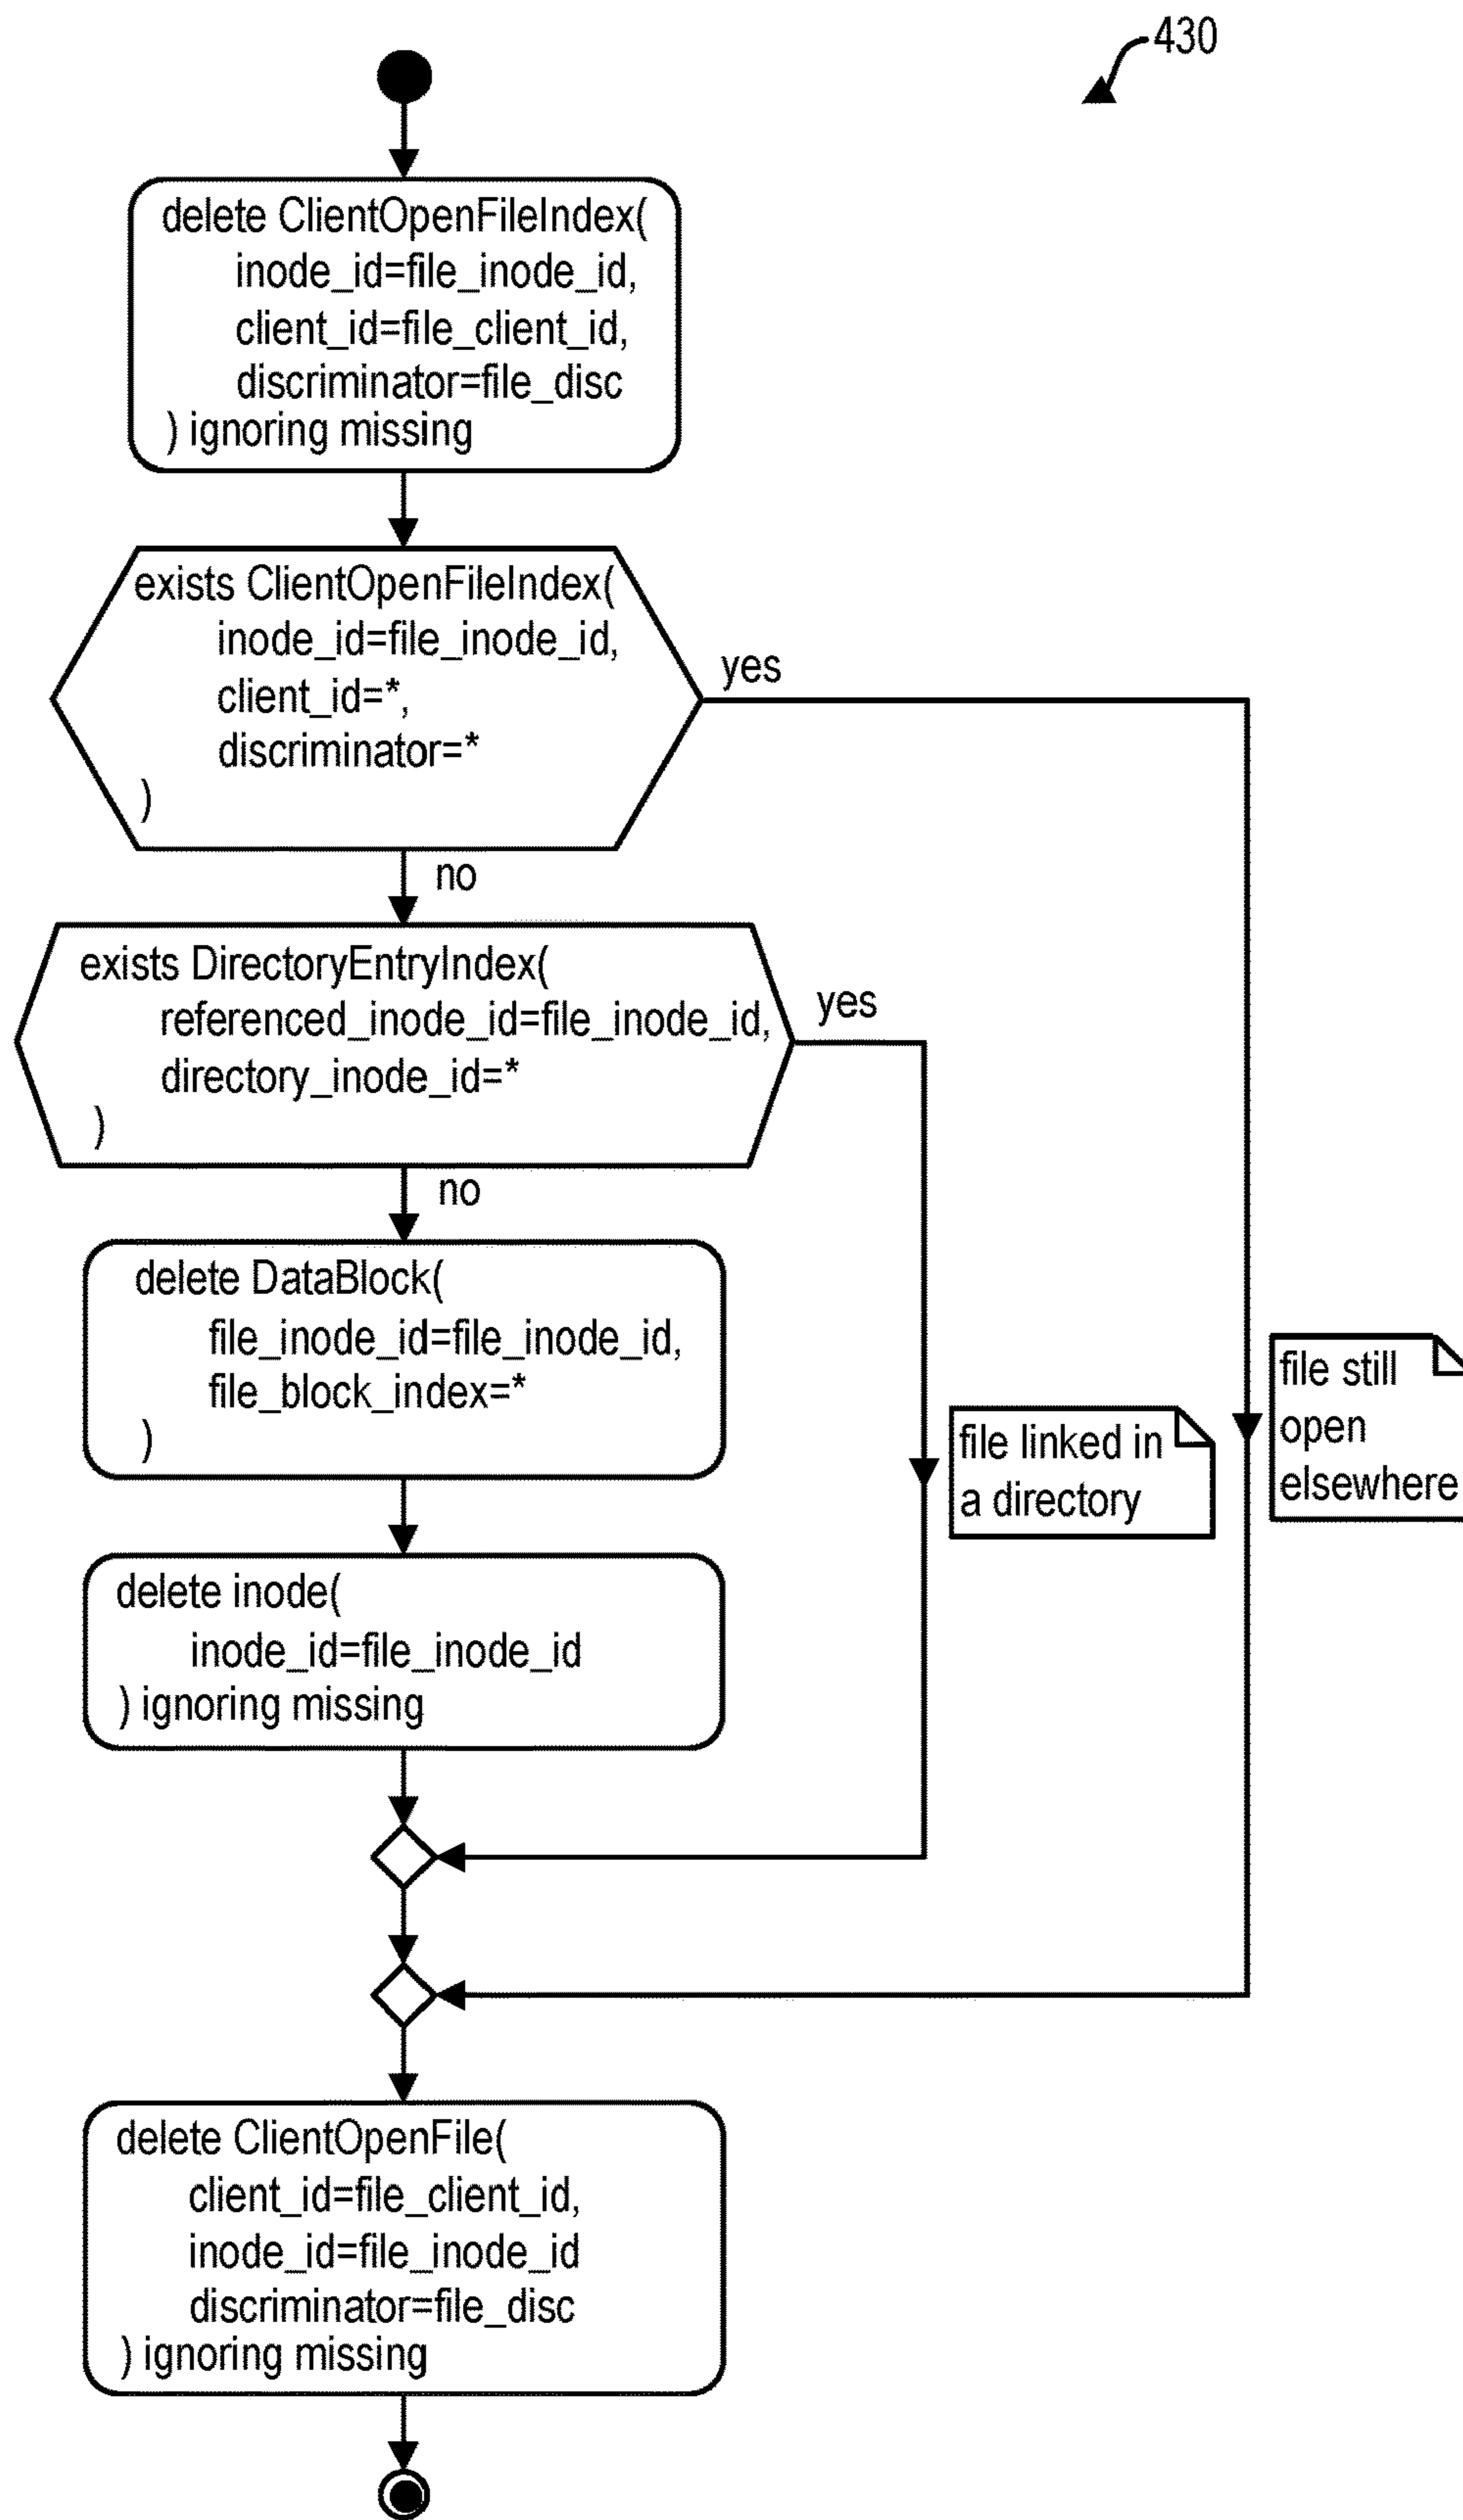 430
delete ClientOpenFileIndex(
inode_id=file_inode_id,
client_id=file_client_id,
discriminator=file_disc
) ignoring missing
exists ClientOpenFileIndex(
inode_id=file_inode_id,
client_id=*,
discriminator=*
)
yes
no
exists DirectoryEntryIndex(
referenced_inode_id=file_inode_id,
directory_inode_id=*
)
yes
no
delete DataBlock(
file_inode_id=file_inode_id,
file_block_index=*
)
file linked in
a directory
file still
open
elsewhere
delete inode(
inode_id=file_inode_id
) ignoring missing
delete ClientOpenFile(
client_id=file_client_id,
inode_id=file_inode_id
discriminator=file_disc
) ignoring missing